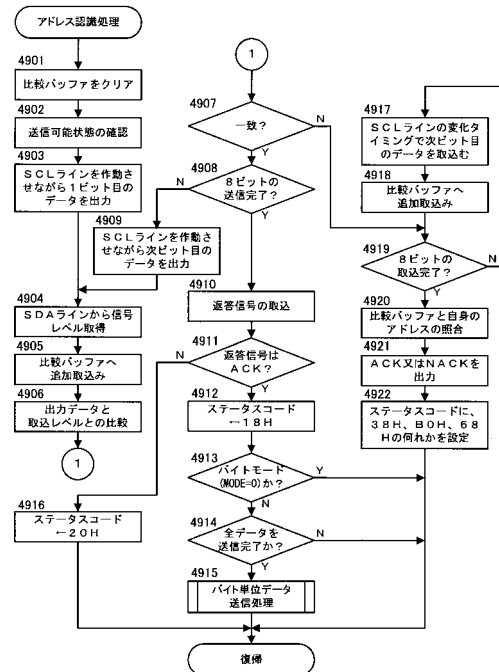 アドレス認識処理
4901
比較バッファをクリア
4902
送信可能状態の確認
4903
ＳＣＬラインを作動さ
せながら１ビット目の
データを出力
4904
ＳＤＡラインから信号
レベル取得
4905
比較バッファへ
追加取込み
4906
出力データと
取込レベルとの比較
1
4916
ステータスコード
←２０Ｈ
1
4907
一致？
N
Y
4908
８ビットの
送信完了？
N
Y
4909
ＳＣＬラインを作動さ
せながら次ビット目の
データを出力
4910
返答信号の取込
4911
返答信号は
ＡＣＫ？
N
Y
4912
ステータスコード
←１８Ｈ
4913
バイトモード
(MODE=0)か？
Y
N
4914
全データを
送信完了か？
N
Y
4915
バイト単位データ
送信処理
復帰
4917
ＳＣＬラインの変化タ
イミングで次ビット目
のデータを取込む
4918
比較バッファへ
追加取込み
4919
８ビットの
取込完了？
N
Y
4920
比較バッファと自身の
アドレスの照合
4921
ＡＣＫ又はＮＡＣＫを
出力
4922
ステータスコードに、
３８Ｈ、Ｂ０Ｈ、６８
Ｈの何れかを設定